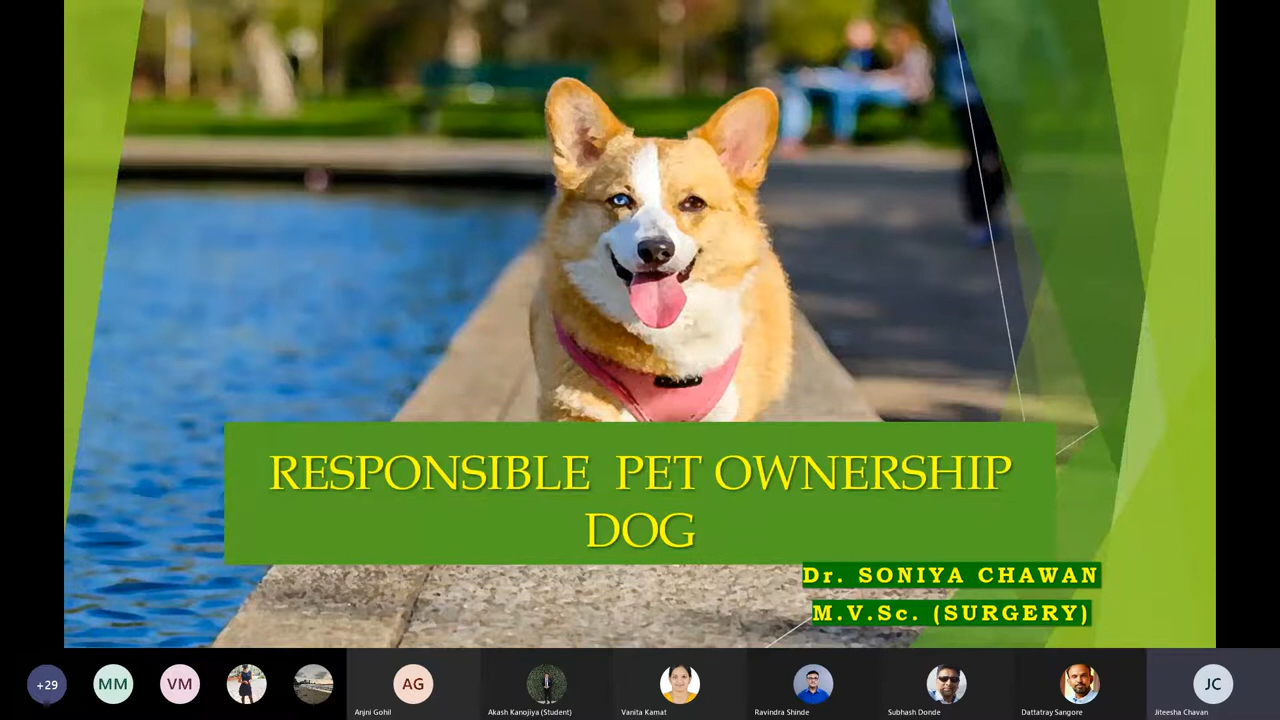 RESPONSIBLE PET OWNERSHIP
DOG
Dr. SONIYA CHAWAN
M.V.Sc. (SURGERY)
+29
MM
VM
AG
JC
Anjni Gohil
Akash Kanojiya (Student)
Vanita Kamat
Ravindra Shinde
Subhash Donde
Dattatray Sangore
Jiteesha Chavan